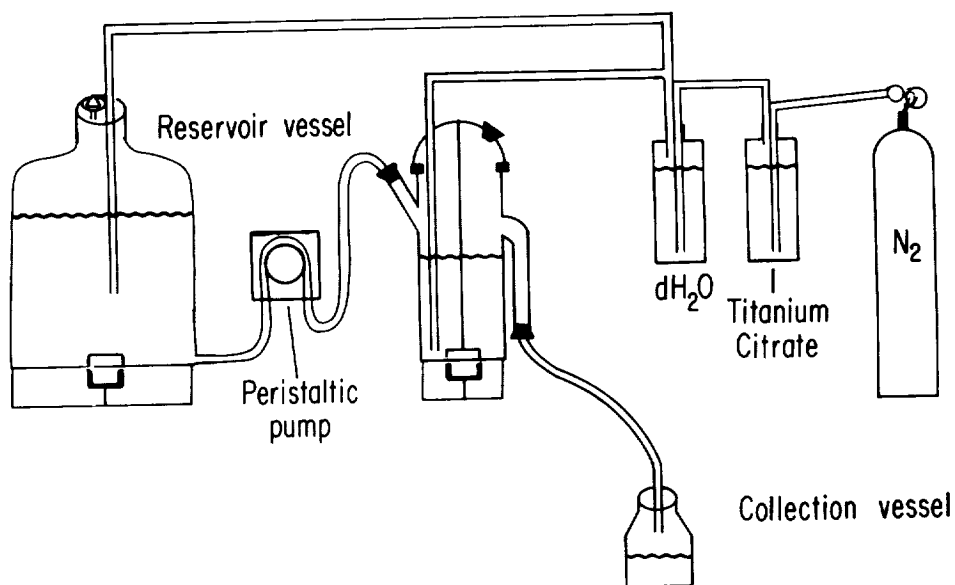 Reservoir vessel
Peristaltic
pump
dH₂O
Titanium
Citrate
N₂
Collection vessel